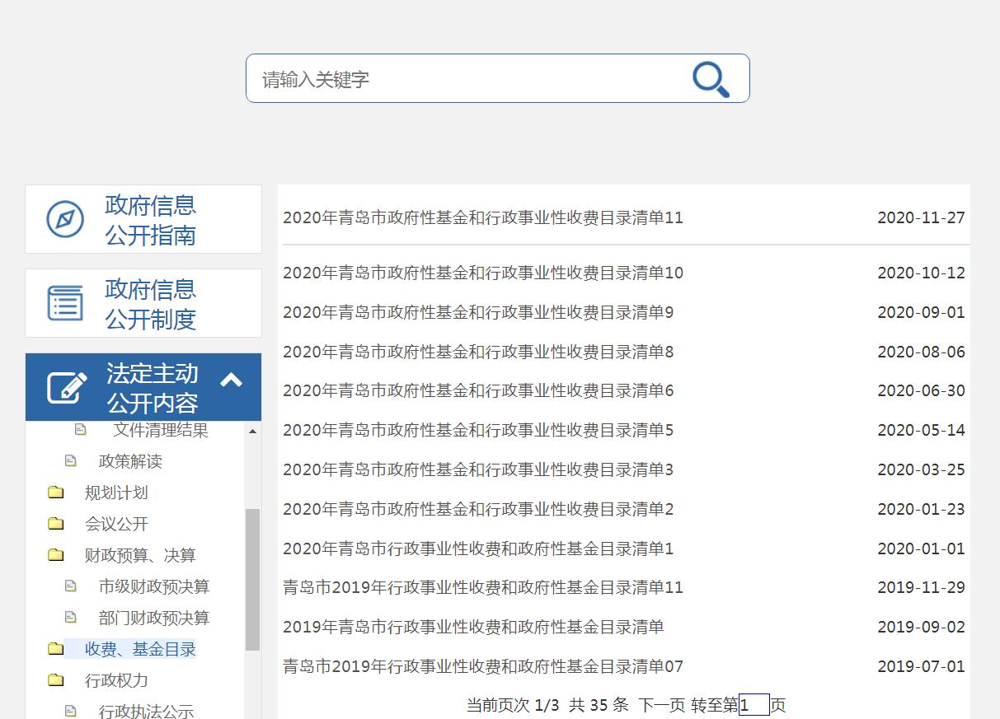 请输入关键字
政府信息
公开指南
政府信息
公开制度
法定主动
公开内容
文件清理结果
政策解读
规划计划
会议公开
财政预算、决算
市级财政预决算
部门财政预决算
收费、基金目录
行政权力
行政执法公示
2020年青岛市政府性基金和行政事业性收费目录清单11 2020-11-27
2020年青岛市政府性基金和行政事业性收费目录清单10 2020-10-12
2020年青岛市政府性基金和行政事业性收费目录清单9 2020-09-01
2020年青岛市政府性基金和行政事业性收费目录清单8 2020-08-06
2020年青岛市政府性基金和行政事业性收费目录清单6 2020-06-30
2020年青岛市政府性基金和行政事业性收费目录清单5 2020-05-14
2020年青岛市政府性基金和行政事业性收费目录清单3 2020-03-25
2020年青岛市政府性基金和行政事业性收费目录清单2 2020-01-23
2020年青岛市行政事业性收费和政府性基金目录清单1 2020-01-01
青岛市2019年行政事业性收费和政府性基金目录清单11 2019-11-29
2019年青岛市行政事业性收费和政府性基金目录清单 2019-09-02
青岛市2019年行政事业性收费和政府性基金目录清单07 2019-07-01
当前页次 1/3 共 35 条 下一页 转至第1页